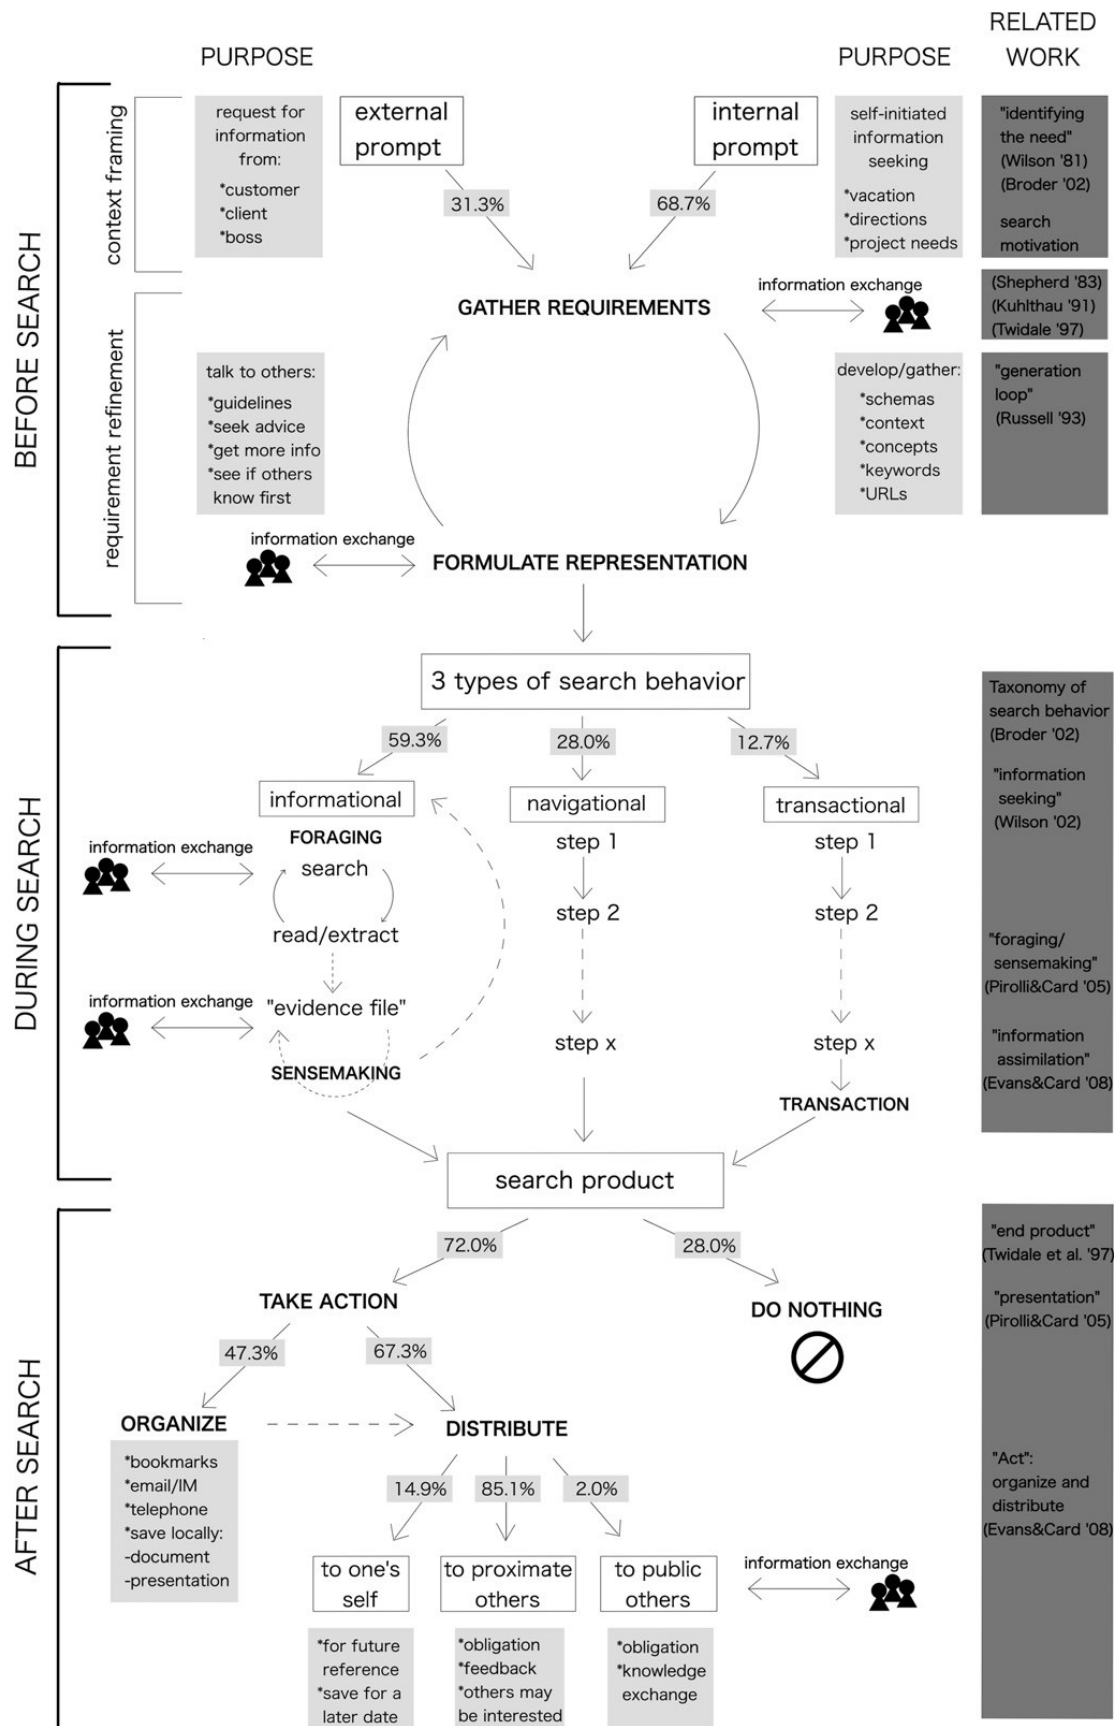 PURPOSE
PURPOSE
RELATED
WORK
BEFORE SEARCH
context framing
request for
information
from:
*customer
*client
*boss
external
prompt
internal
prompt
31.3%
68.7%
self-initiated
information
seeking
*vacation
*directions
*project needs
"identifying
the need"
(Wilson '81)
(Broder '02)
search
motivation
requirement refinement
GATHER REQUIREMENTS
information exchange
(Shepherd '83)
(Kuhlthau '91)
(Twidale '97)
talk to others:
*guidelines
*seek advice
*get more info
*see if others
know first
develop/gather:
*schemas
*context
*concepts
*keywords
*URLs
"generation
loop"
(Russell '93)
information exchange
FORMULATE REPRESENTATION
DURING SEARCH
3 types of search behavior
59.3%
28.0%
12.7%
informational
navigational
transactional
FORAGING
search
read/extract
"evidence file"
SENSEMAKING
information exchange
information exchange
step 1
step 2
step x
step 1
step 2
step x
TRANSACTION
Taxonomy of
search behavior
(Broder '02)
"information
seeking"
(Wilson '02)
"foraging/
sensemaking"
(Pirolli&Card '05)
"information
assimilation"
(Evans&Card '08)
search product
AFTER SEARCH
72.0%
28.0%
TAKE ACTION
DO NOTHING
47.3%
67.3%
ORGANIZE
DISTRIBUTE
*bookmarks
*email/IM
*telephone
*save locally:
-document
-presentation
14.9%
85.1%
2.0%
to one's
self
to proximate
others
to public
others
information exchange
*for future
reference
*save for a
later date
*obligation
*feedback
*others may
be interested
*obligation
*knowledge
exchange
"end product"
(Twidale et al. '97)
"presentation"
(Pirolli&Card '05)
"Act":
organize and
distribute
(Evans&Card '08)